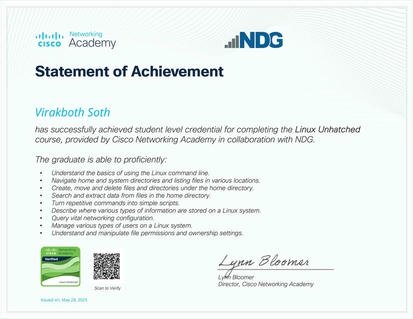 cisco Networking Academy
NDG
Statement of Achievement
Virakboth Soth
has successfully achieved student level credential for completing the Linux Unhatched
course, provided by Cisco Networking Academy in collaboration with NDG.
The graduate is able to proficiently:
• Understand the basics of using the Linux command line.
• Navigate home and system directories and listing files in various locations.
• Create, move and delete files and directories under the home directory.
• Search and extract data from files in the home directory.
• Turn repetitive commands into simple scripts.
• Describe where various types of information are stored on a Linux system.
• Query vital networking configuration.
• Manage various types of users on a Linux system.
• Understand and manipulate file permissions and ownership settings.
Lynn Bloomer
Lynn Bloomer
Director, Cisco Networking Academy
Scan to Verify
Issued on: May 28, 2025